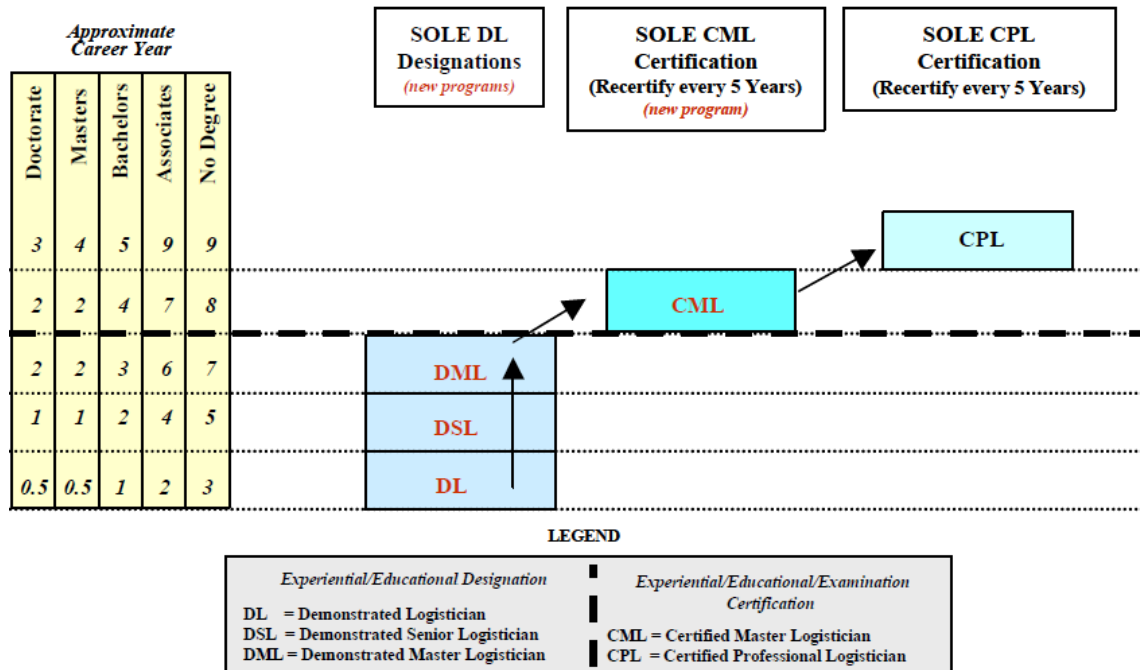 Approximate
Career Year
SOLE DL
Designations
(new programs)
SOLE CML
Certification
(Recertify every 5 Years)
(new program)
SOLE CPL
Certification
(Recertify every 5 Years)
Doctorate
Masters
Bachelors
Associates
No Degree
3 4 5 9 9
CPL
2 2 4 7 8
CML
2 2 3 6 7
DML
1 1 2 4 5
DSL
0.5 0.5 1 2 3
DL
LEGEND
Experiential/Educational Designation
DL = Demonstrated Logistician
DSL = Demonstrated Senior Logistician
DML = Demonstrated Master Logistician
Experiential/Educational/Examination
Certification
CML = Certified Master Logistician
CPL = Certified Professional Logistician